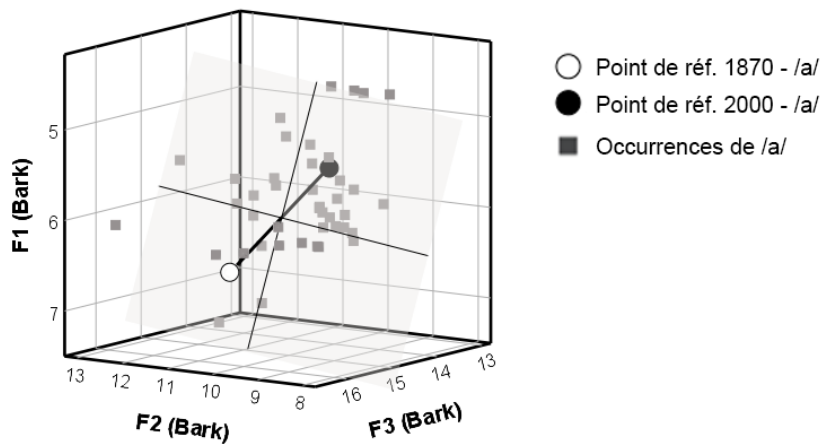 Point de réf. 1870 - /a/
Point de réf. 2000 - /a/
Occurrences de /a/
F1 (Bark)
5
6
7
13
12
11
10
9
8
F2 (Bark)
16
15
14
13
F3 (Bark)